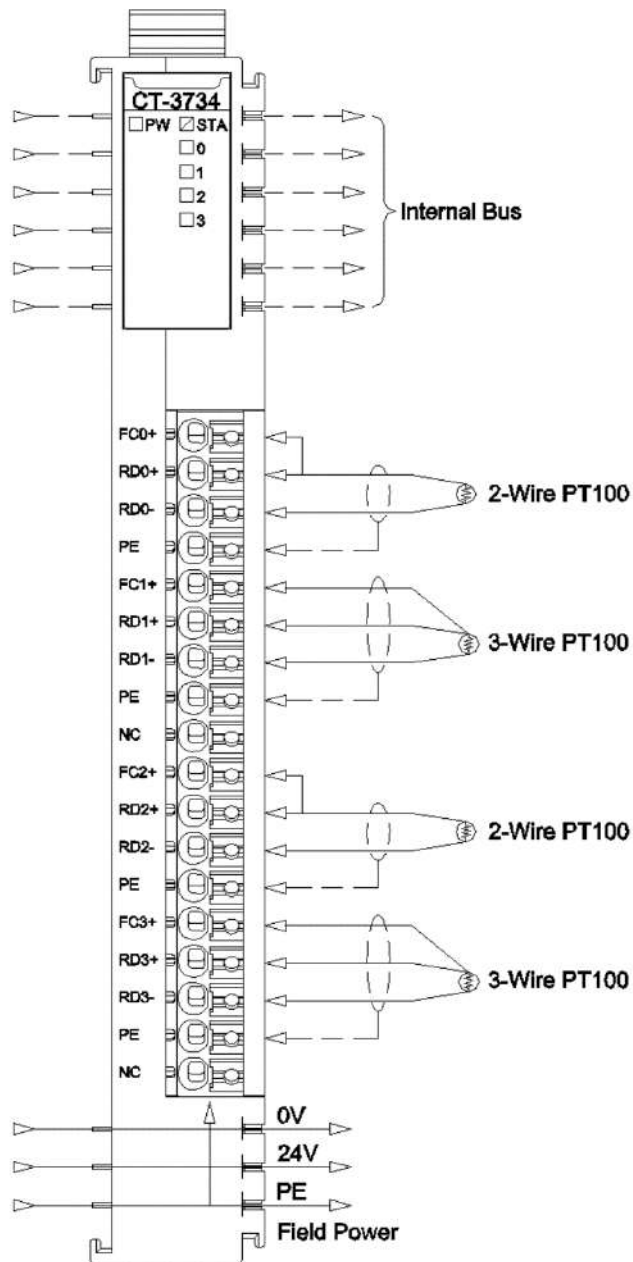 CT-3734
PW STA
0
1
2
3
Internal Bus
FC0+
RD0+
RD0-
PE
2-Wire PT100
FC1+
RD1+
RD1-
PE
3-Wire PT100
NC
FC2+
RD2+
RD2-
PE
2-Wire PT100
FC3+
RD3+
RD3-
PE
3-Wire PT100
NC
0V
24V
PE
Field Power